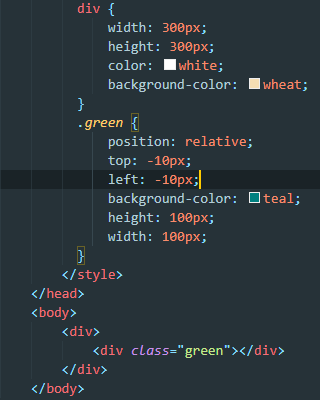 div {
width: 300px;
height: 300px;
color: white;
background-color: wheat;
}
.green {
position: relative;
top: -10px;
left: -10px;
background-color: teal;
height: 100px;
width: 100px;
}
</style>
</head>
<body>
<div>
<div class="green"></div>
</div>
</body>